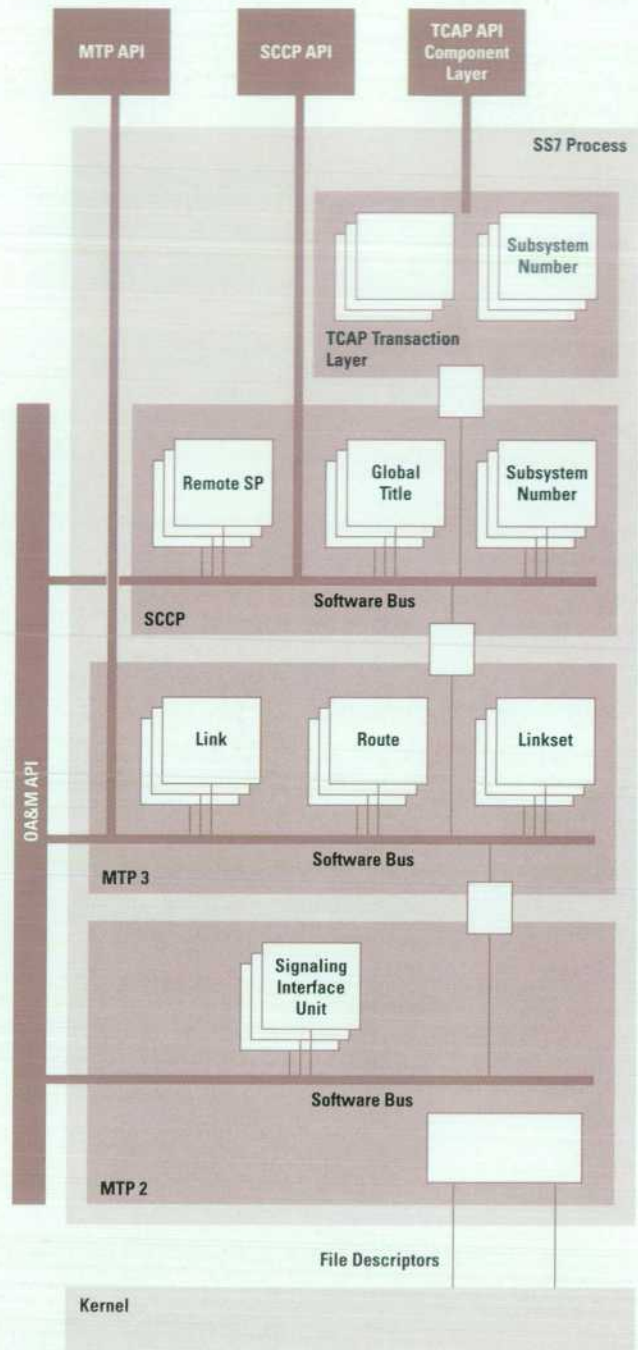 MTP API
SCCP API
TCAP API
Component
Layer
SS7 Process
Subsystem
Number
TCAP Transaction
Layer
Remote SP
Global
Title
Subsystem
Number
Software Bus
SCCP
OA&M API
Link
Route
Linkset
Software Bus
MTP 3
Signaling
Interface
Unit
Software Bus
MTP 2
File Descriptors
Kernel